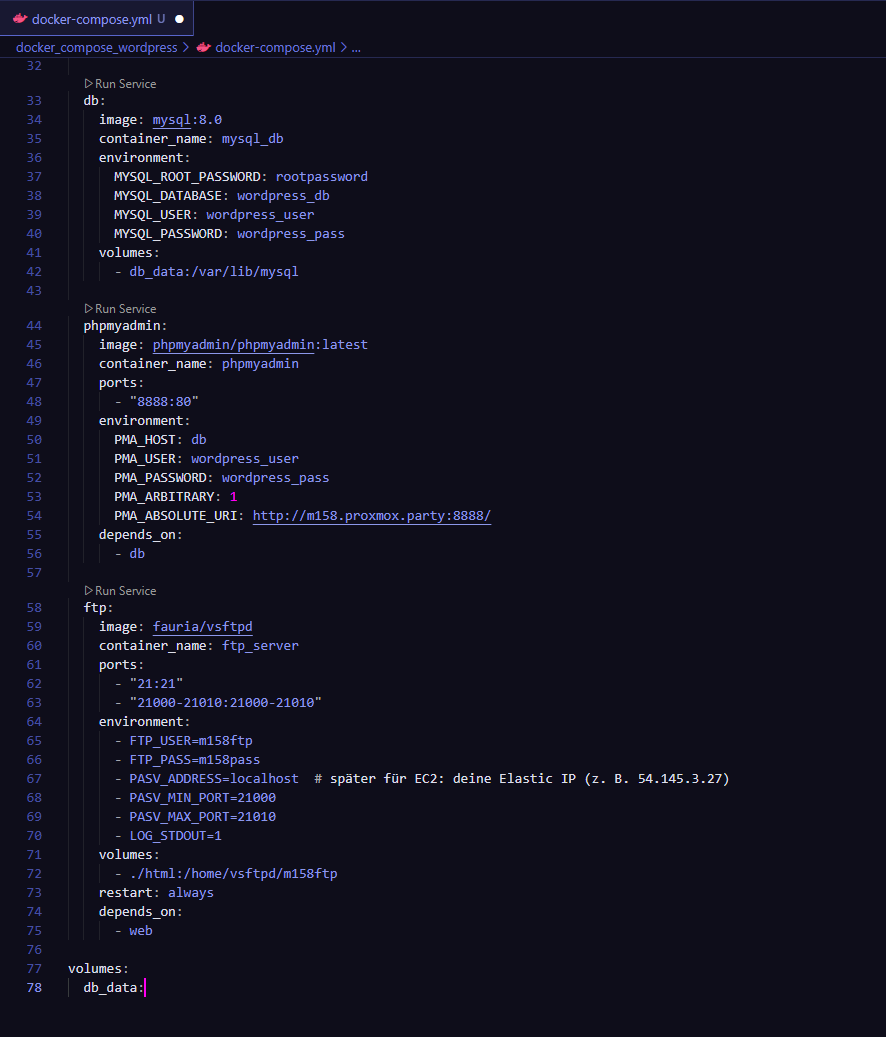 docker-compose.yml U ●
docker_compose_wordpress > docker-compose.yml > ...
32
Run Service
33 db:
34 image: mysql:8.0
35 container_name: mysql_db
36 environment:
37 MYSQL_ROOT_PASSWORD: rootpassword
38 MYSQL_DATABASE: wordpress_db
39 MYSQL_USER: wordpress_user
40 MYSQL_PASSWORD: wordpress_pass
41 volumes:
42 - db_data:/var/lib/mysql
43
Run Service
44 phpmyadmin:
45 image: phpmyadmin/phpmyadmin:latest
46 container_name: phpmyadmin
47 ports:
48 - "8888:80"
49 environment:
50 PMA_HOST: db
51 PMA_USER: wordpress_user
52 PMA_PASSWORD: wordpress_pass
53 PMA_ARBITRARY: 1
54 PMA_ABSOLUTE_URI: http://m158.proxmox.party:8888/
55 depends_on:
56 - db
57
Run Service
58 ftp:
59 image: fauria/vsftpd
60 container_name: ftp_server
61 ports:
62 - "21:21"
63 - "21000-21010:21000-21010"
64 environment:
65 - FTP_USER=m158ftp
66 - FTP_PASS=m158pass
67 - PASV_ADDRESS=localhost # später für EC2: deine Elastic IP (z. B. 54.145.3.27)
68 - PASV_MIN_PORT=21000
69 - PASV_MAX_PORT=21010
70 - LOG_STDOUT=1
71 volumes:
72 - ./html:/home/vsftpd/m158ftp
73 restart: always
74 depends_on:
75 - web
76
77 volumes:
78 db_data: